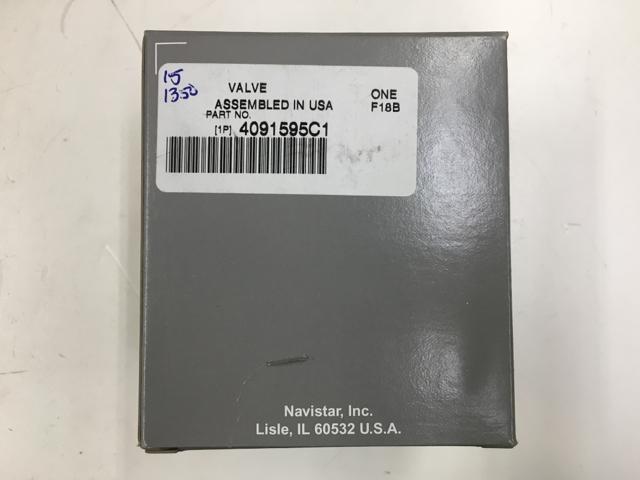 15
1350
VALVE ONE
ASSEMBLED IN USA F18B
PART NO.
[1P] 4091595C1
Navistar, Inc.
Lisle, IL 60532 U.S.A.